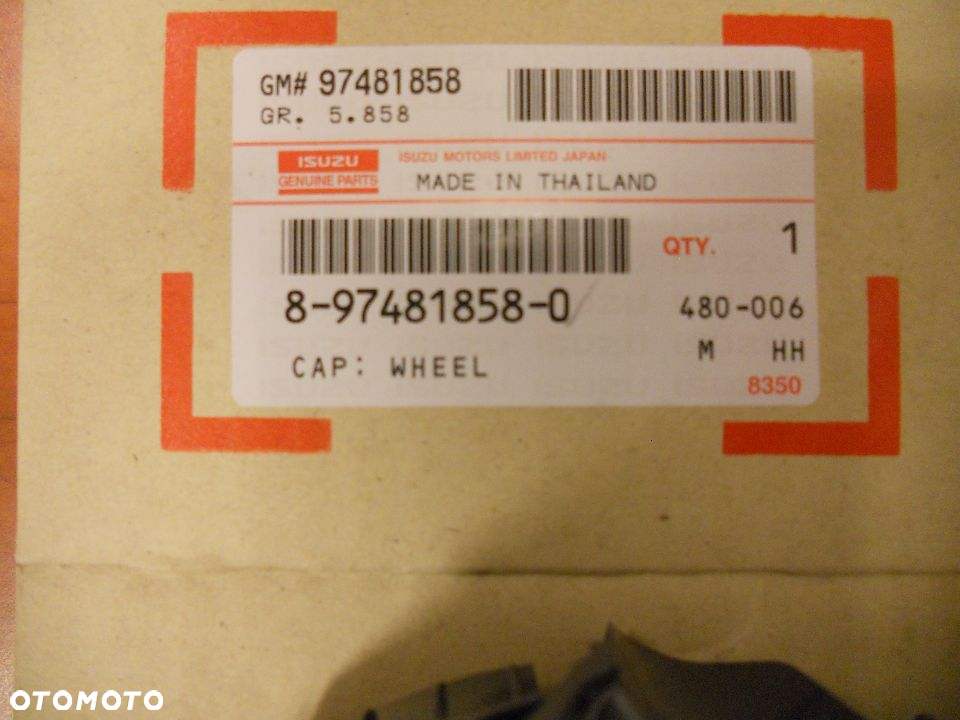 GM# 97481858
GR. 5.858
ISUZU
GENUINE PARTS
ISUZU MOTORS LIMITED JAPAN
MADE IN THAILAND
QTY. 1
8-97481858-0
480-006
CAP: WHEEL
M HH
8350
OTOMOTO